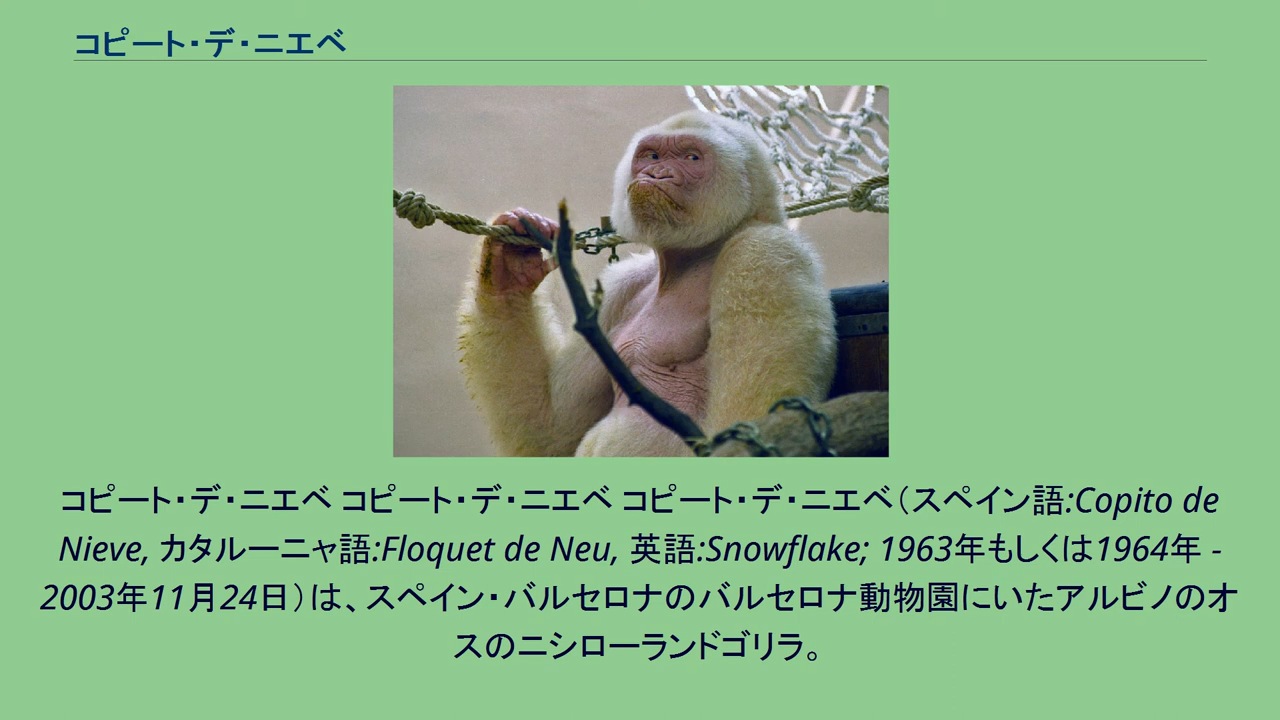 コピート・デ・ニエベ
コピート・デ・ニエベ コピート・デ・ニエベ コピート・デ・ニエベ（スペイン語:Copito de
Nieve, カタルーニャ語:Floquet de Neu, 英語:Snowflake; 1963年もしくは1964年 -
2003年11月24日）は、スペイン・バルセロナのバルセロナ動物園にいたアルビノのオ
スのニシローランドゴリラ。